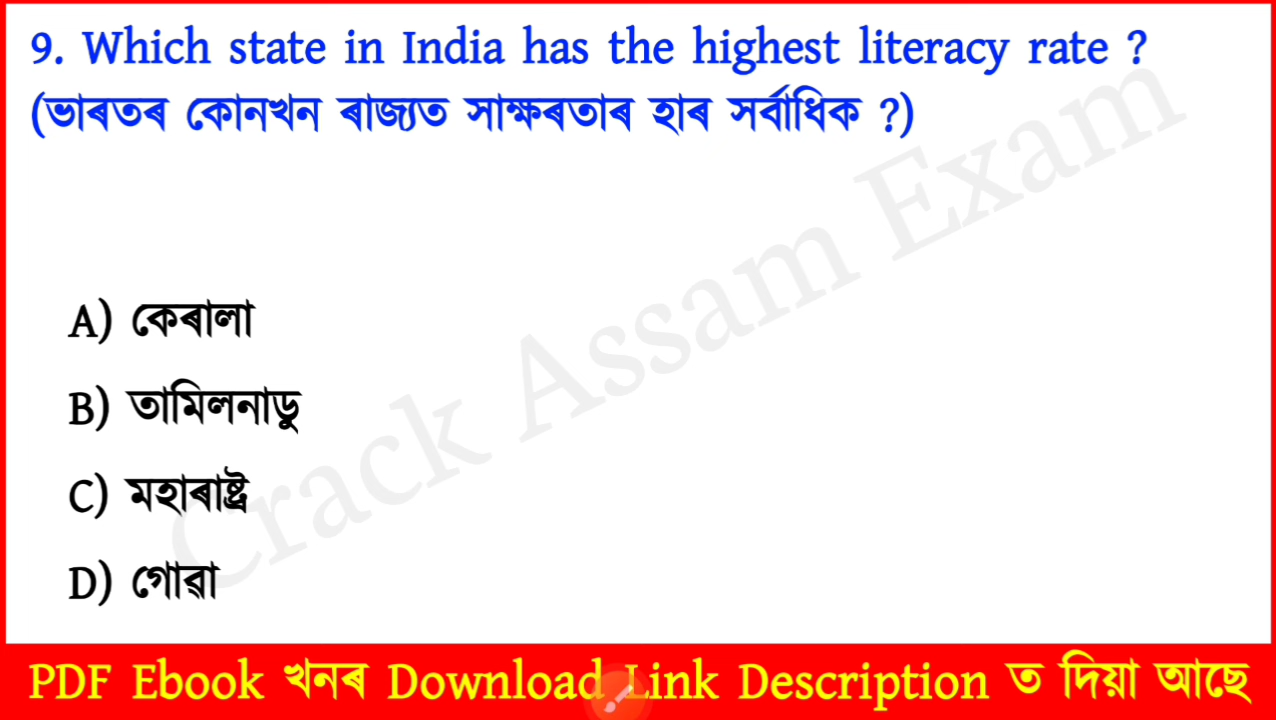 9. Which state in India has the highest literacy rate ?
(ভাৰতৰ কোনখন ৰাজ্যত সাক্ষৰতাৰ হাৰ সৰ্বাধিক ?)
A) কেৰালা
B) তামিলনাডু
C) মহাৰাষ্ট্ৰ
D) গোৱা
Crack Assam Exam
PDF Ebook খনৰ Download Link Description ত দিয়া আছে